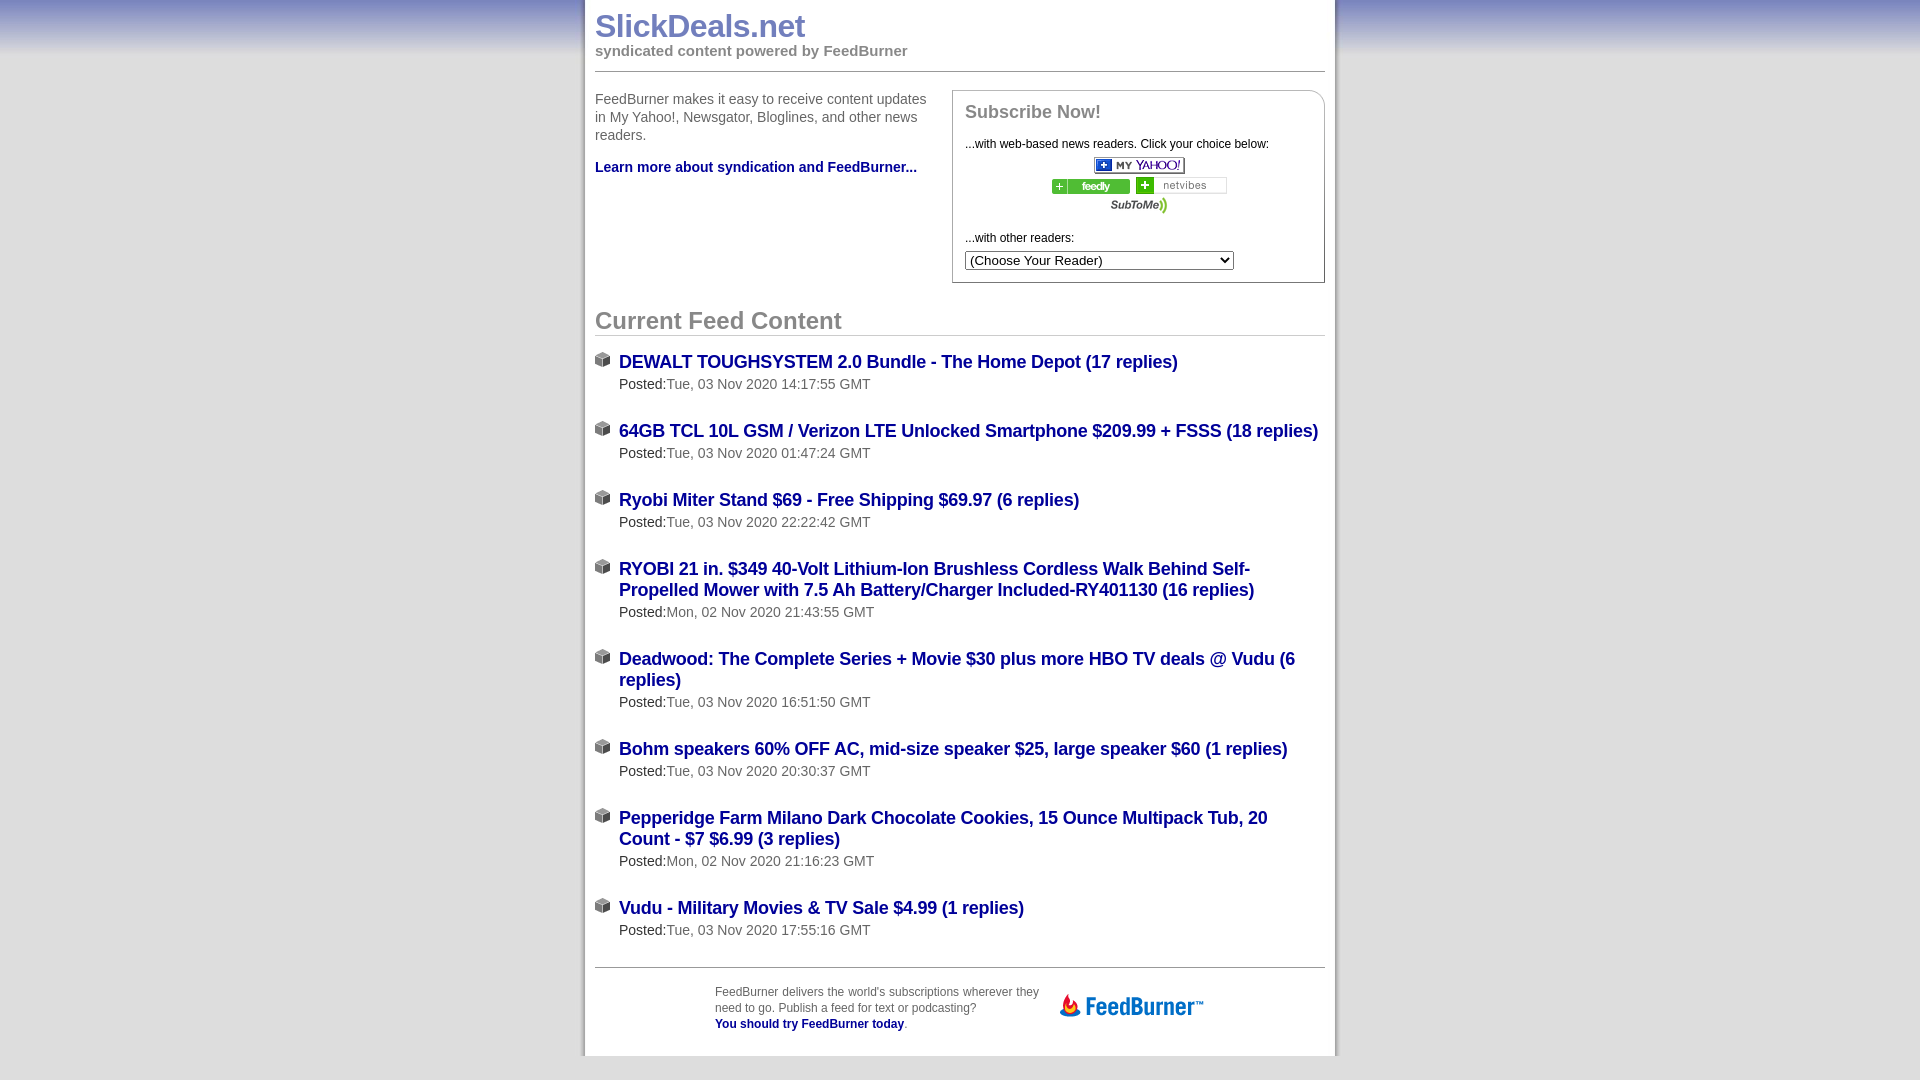 SlickDeals.net
syndicated content powered by FeedBurner
FeedBurner makes it easy to receive content updates
in My Yahoo!, Newsgator, Bloglines, and other news
readers.
Learn more about syndication and FeedBurner...
Subscribe Now!
...with web-based news readers. Click your choice below:
MY YAHOO!
feedly
netvibes
SubToMe
...with other readers:
(Choose Your Reader)
Current Feed Content
DEWALT TOUGHSYSTEM 2.0 Bundle - The Home Depot (17 replies)
Posted:Tue, 03 Nov 2020 14:17:55 GMT
64GB TCL 10L GSM / Verizon LTE Unlocked Smartphone $209.99 + FSSS (18 replies)
Posted:Tue, 03 Nov 2020 01:47:24 GMT
Ryobi Miter Stand $69 - Free Shipping $69.97 (6 replies)
Posted:Tue, 03 Nov 2020 22:22:42 GMT
RYOBI 21 in. $349 40-Volt Lithium-Ion Brushless Cordless Walk Behind Self-
Propelled Mower with 7.5 Ah Battery/Charger Included-RY401130 (16 replies)
Posted:Mon, 02 Nov 2020 21:43:55 GMT
Deadwood: The Complete Series + Movie $30 plus more HBO TV deals @ Vudu (6
replies)
Posted:Tue, 03 Nov 2020 16:51:50 GMT
Bohm speakers 60% OFF AC, mid-size speaker $25, large speaker $60 (1 replies)
Posted:Tue, 03 Nov 2020 20:30:37 GMT
Pepperidge Farm Milano Dark Chocolate Cookies, 15 Ounce Multipack Tub, 20
Count - $7 $6.99 (3 replies)
Posted:Mon, 02 Nov 2020 21:16:23 GMT
Vudu - Military Movies & TV Sale $4.99 (1 replies)
Posted:Tue, 03 Nov 2020 17:55:16 GMT
FeedBurner delivers the world's subscriptions wherever they
need to go. Publish a feed for text or podcasting?
You should try FeedBurner today.
FeedBurner™